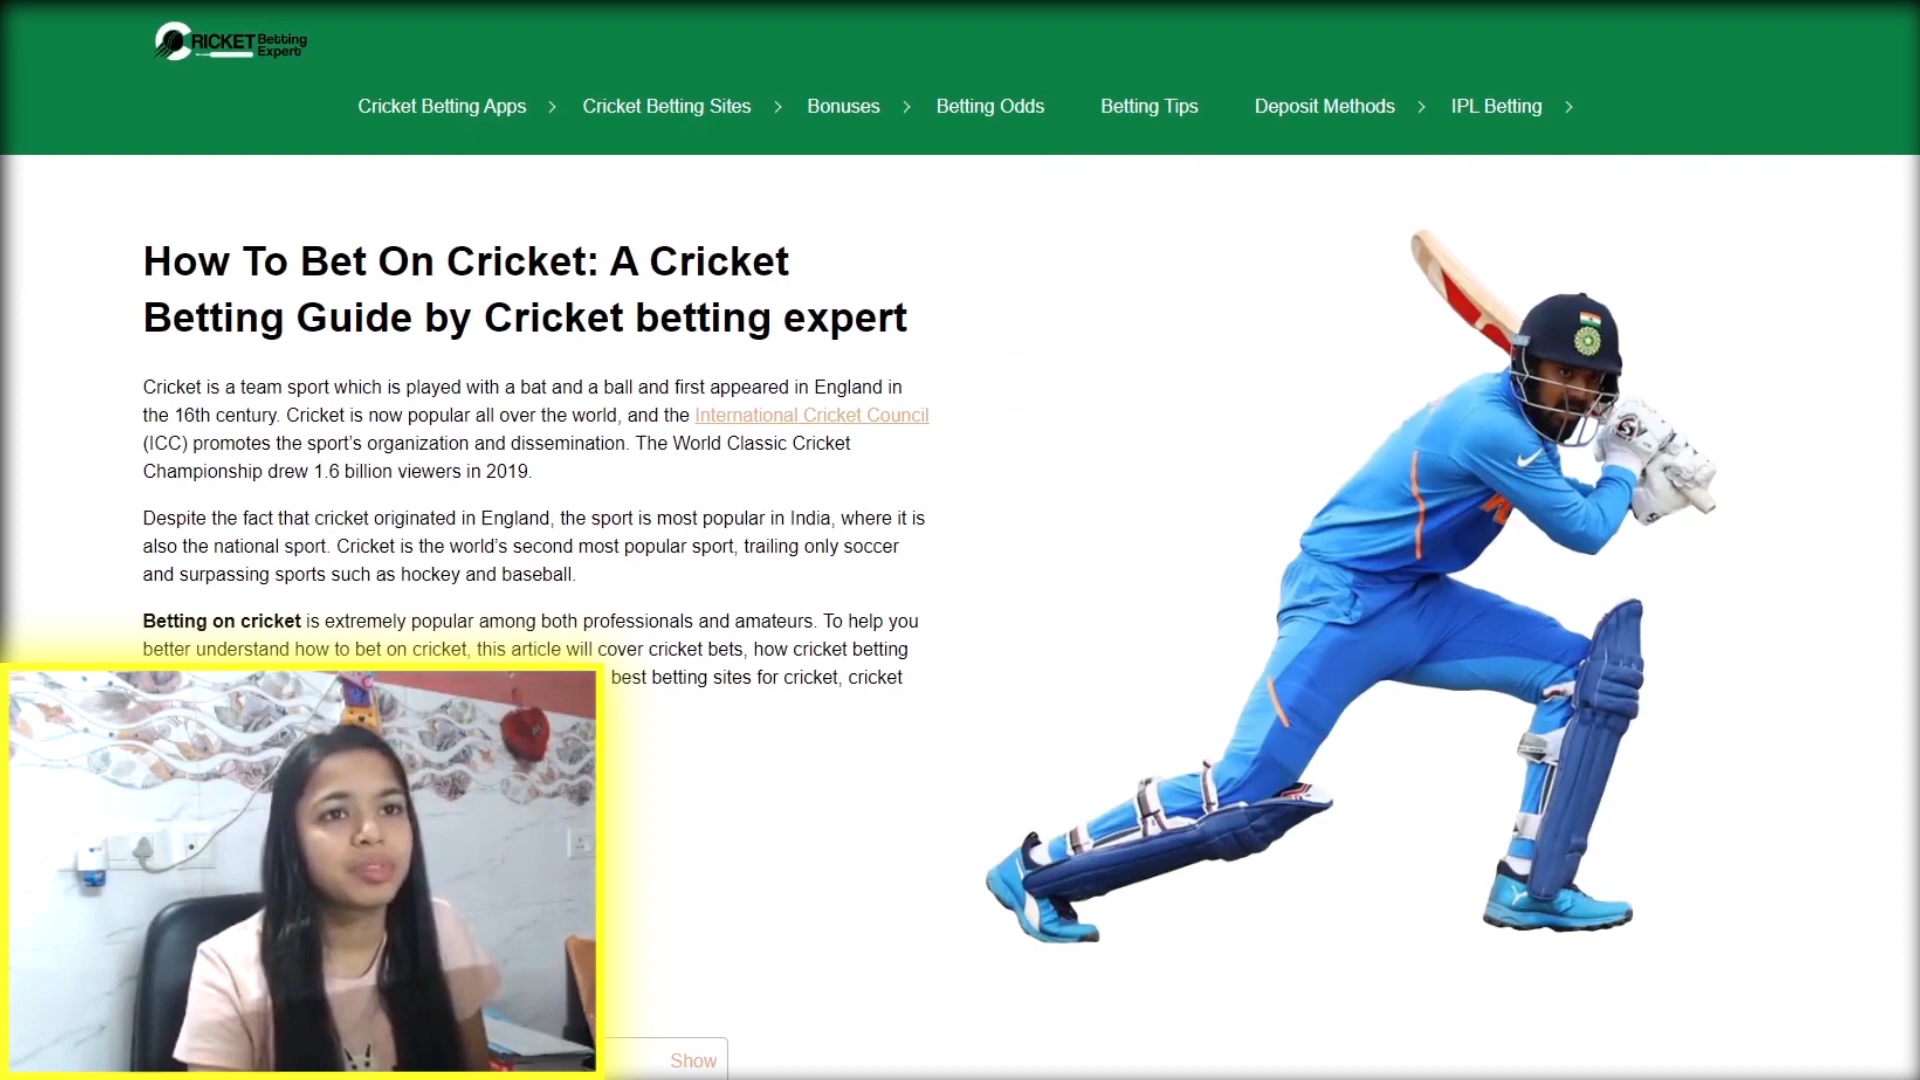 CRICKET Betting
Expert
Cricket Betting Apps
Cricket Betting Sites
Bonuses
Betting Odds
Betting Tips
Deposit Methods
IPL Betting
How To Bet On Cricket: A Cricket
Betting Guide by Cricket betting expert
Cricket is a team sport which is played with a bat and a ball and first appeared in England in
the 16th century. Cricket is now popular all over the world, and the International Cricket Council
(ICC) promotes the sport’s organization and dissemination. The World Classic Cricket
Championship drew 1.6 billion viewers in 2019.
Despite the fact that cricket originated in England, the sport is most popular in India, where it is
also the national sport. Cricket is the world’s second most popular sport, trailing only soccer
and surpassing sports such as hockey and baseball.
Betting on cricket is extremely popular among both professionals and amateurs. To help you
better understand how to bet on cricket, this article will cover cricket bets, how cricket betting
best betting sites for cricket, cricket
Show